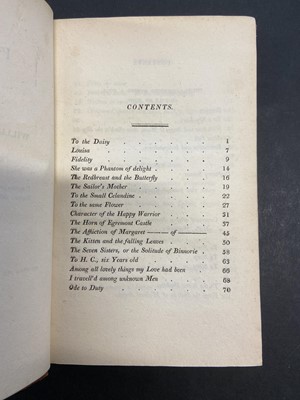 CONTENTS.
To the Daisy . . . . . 1
Louisa . . . . . 7
Fidelity . . . . . 9
She was a Phantom of delight . . . . . 14
The Redbreast and the Butterfly . . . . . 16
The Sailor's Mother . . . . . 19
To the Small Celandine . . . . . 22
To the same Flower . . . . . 27
Character of the Happy Warrior . . . . . 31
The Horn of Egremont Castle . . . . . 37
The Affliction of Margaret ——— of ——— 45
The Kitten and the falling Leaves . . . . . 50
The Seven Sisters, or the Solitude of Binnorie . 58
To H. C., six Years old . . . . . 63
Among all lovely things my Love had been . . 66
I travell'd among unknown Men . . . . . 68
Ode to Duty . . . . . 70